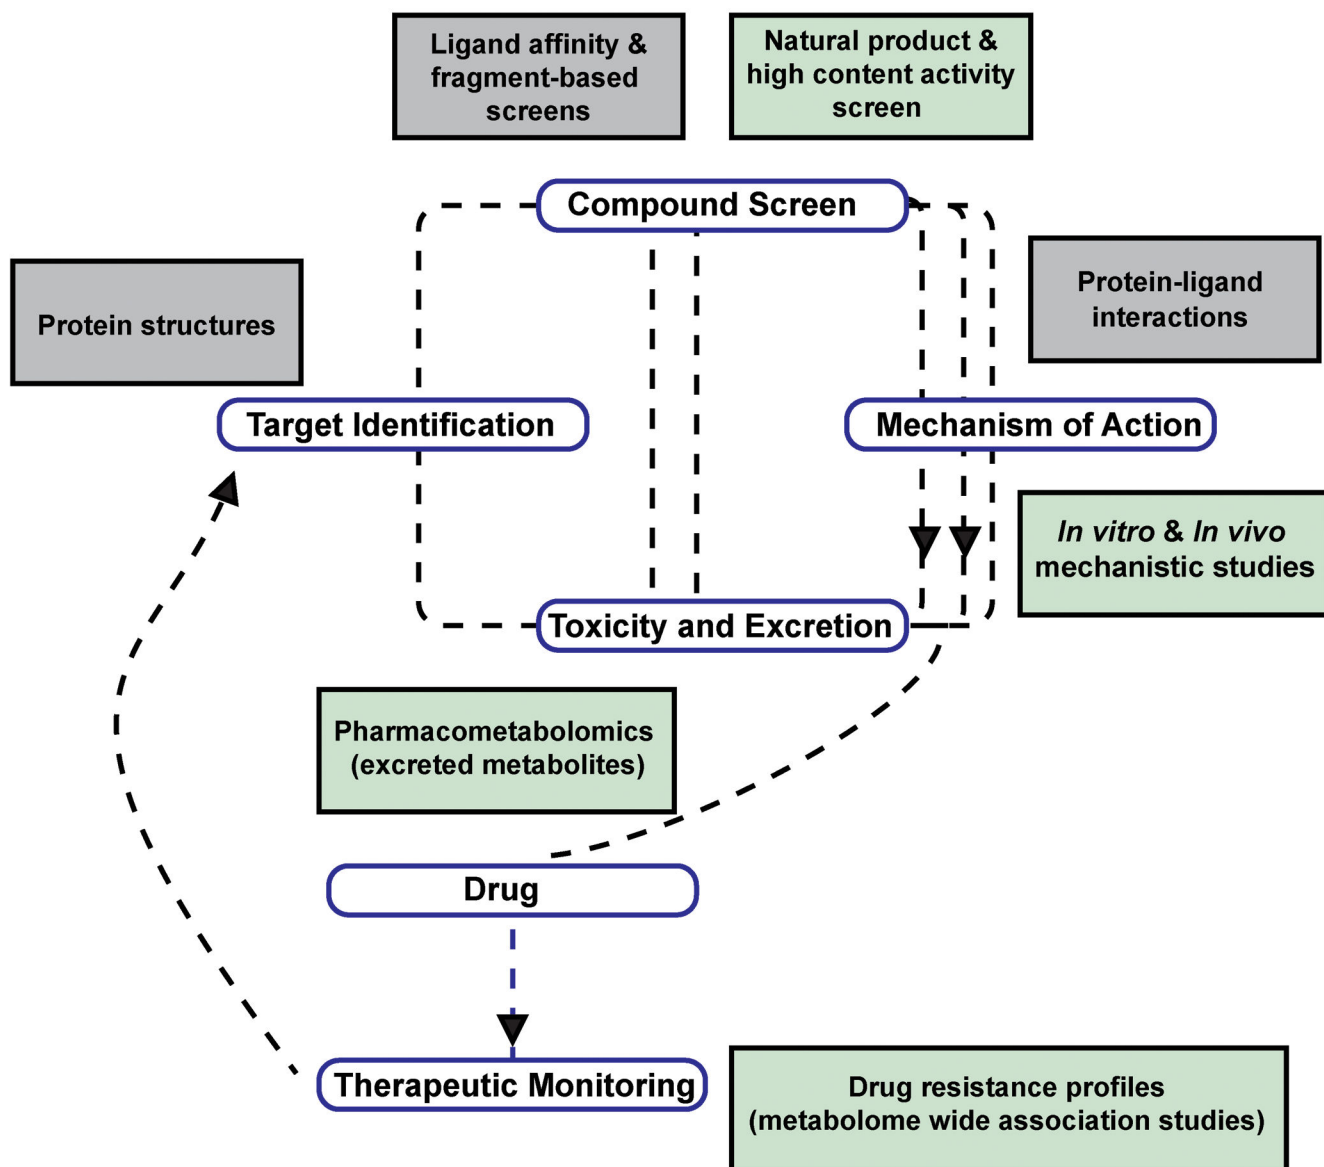 Ligand affinity &
fragment-based
screens
Natural product &
high content activity
screen
Compound Screen
Protein structures
Protein-ligand
interactions
Target Identification
Mechanism of Action
In vitro & In vivo
mechanistic studies
Toxicity and Excretion
Pharmacometabolomics
(excreted metabolites)
Drug
Therapeutic Monitoring
Drug resistance profiles
(metabolome wide association studies)